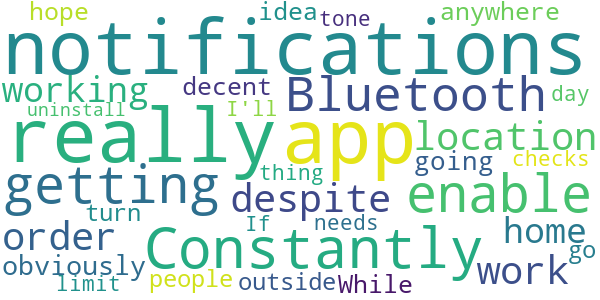 hope idea tone anywhere
notifications
working decent Bluetooth day
uninstall I'll
really app location
thing going checks
getting despite enable
turn If needs
order Constantly home
obviously go
limit people outside While work